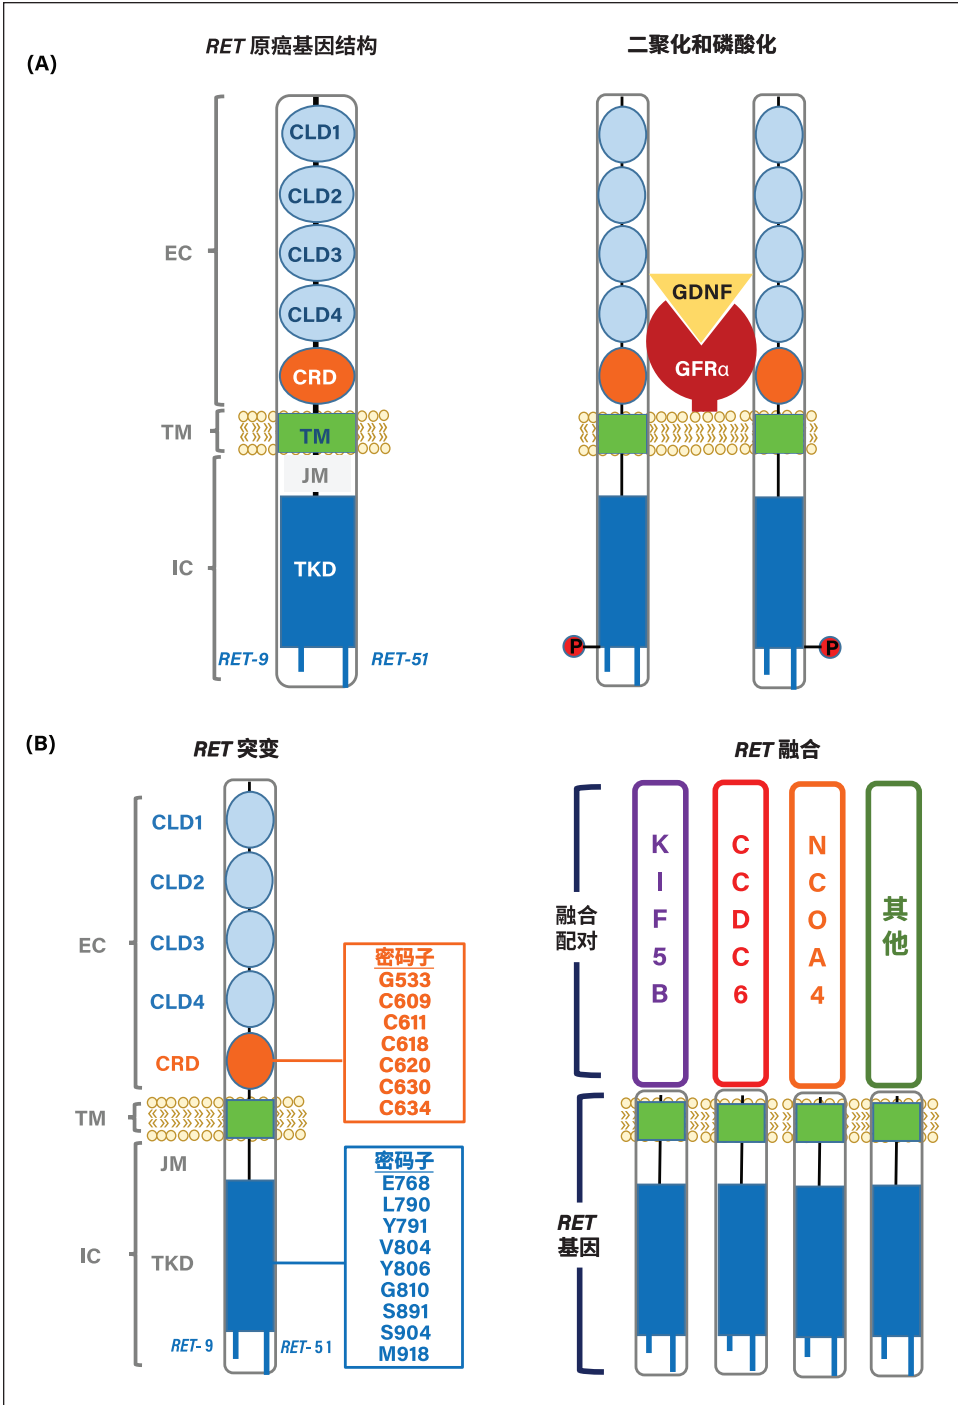 (A)
RET 原癌基因结构
二聚化和磷酸化
EC
CLD1
CLD2
CLD3
CLD4
CRD
TM
TM
JM
IC
TKD
RET-9
RET-51
GDNF
GFRα
P
P
(B)
RET 突变
EC
CLD1
CLD2
CLD3
CLD4
CRD
TM
JM
IC
TKD
RET- 9
RET- 51
密码子
G533
C609
C611
C618
C620
C630
C634
密码子
E768
L790
Y791
V804
Y806
G810
S891
S904
M918
RET 融合
融合
配对
KIF5B
CCDC6
NCOA4
其他
RET
基因